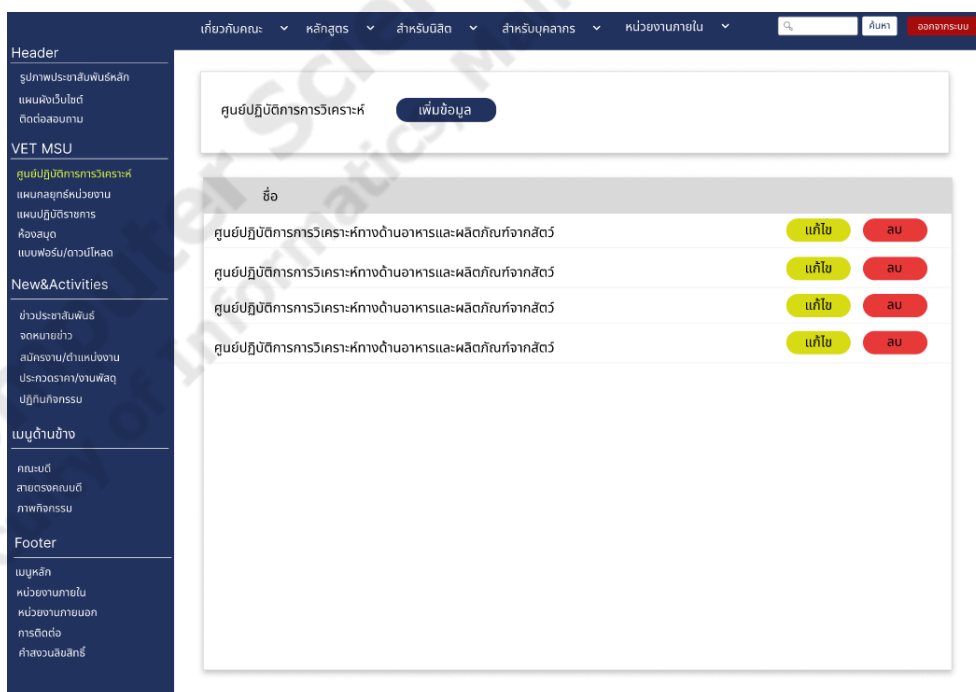 เกี่ยวกับคณะ หลักสูตร สำหรับนิสิต สำหรับบุคลากร หน่วยงานภายใน ค้นหา ออกจากระบบ
Header
รูปภาพประชาสัมพันธ์หลัก
แผนผังเว็บไซต์
ติดต่อสอบถาม
VET MSU
ศูนย์ปฏิบัติการการวิเคราะห์
แผนกลยุทธ์หน่วยงาน
แผนปฏิบัติราชการ
ห้องสมุด
แบบฟอร์ม/ดาวน์โหลด
New&Activities
ข่าวประชาสัมพันธ์
จดหมายข่าว
สมัครงาน/ตำแหน่งงาน
ประกวดราคา/งานพัสดุ
ปฏิทินกิจกรรม
เมนูด้านข้าง
คณะบดี
สายตรงคณบดี
ภาพกิจกรรม
Footer
เมนูหลัก
หน่วยงานภายใน
หน่วยงานภายนอก
การติดต่อ
คำสงวนลิขสิทธิ์
ศูนย์ปฏิบัติการการวิเคราะห์ เพิ่มข้อมูล
ชื่อ
ศูนย์ปฏิบัติการการวิเคราะห์ทางด้านอาหารและผลิตภัณฑ์จากสัตว์ แก้ไข ลบ
ศูนย์ปฏิบัติการการวิเคราะห์ทางด้านอาหารและผลิตภัณฑ์จากสัตว์ แก้ไข ลบ
ศูนย์ปฏิบัติการการวิเคราะห์ทางด้านอาหารและผลิตภัณฑ์จากสัตว์ แก้ไข ลบ
ศูนย์ปฏิบัติการการวิเคราะห์ทางด้านอาหารและผลิตภัณฑ์จากสัตว์ แก้ไข ลบ